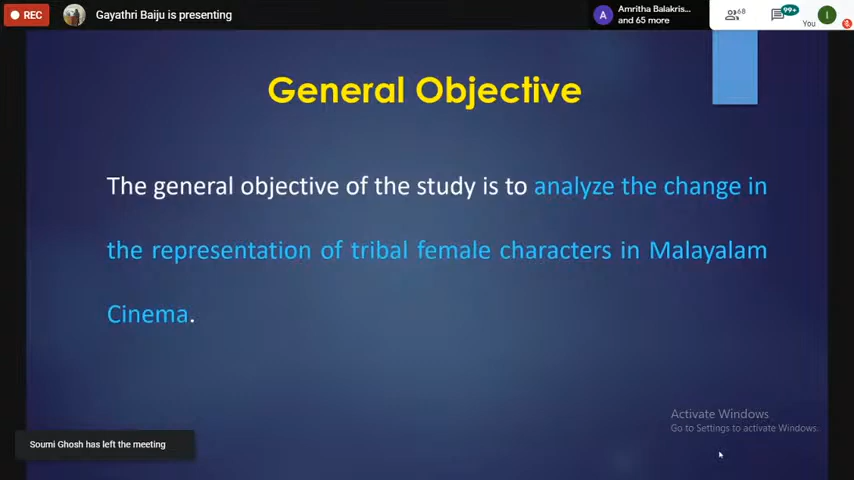 REC
Gayathri Baiju is presenting
A
Amritha Balakris...
and 65 more
68
99+
You
I
General Objective
The general objective of the study is to analyze the change in
the representation of tribal female characters in Malayalam
Cinema.
Activate Windows
Go to Settings to activate Windows.
Soumi Ghosh has left the meeting